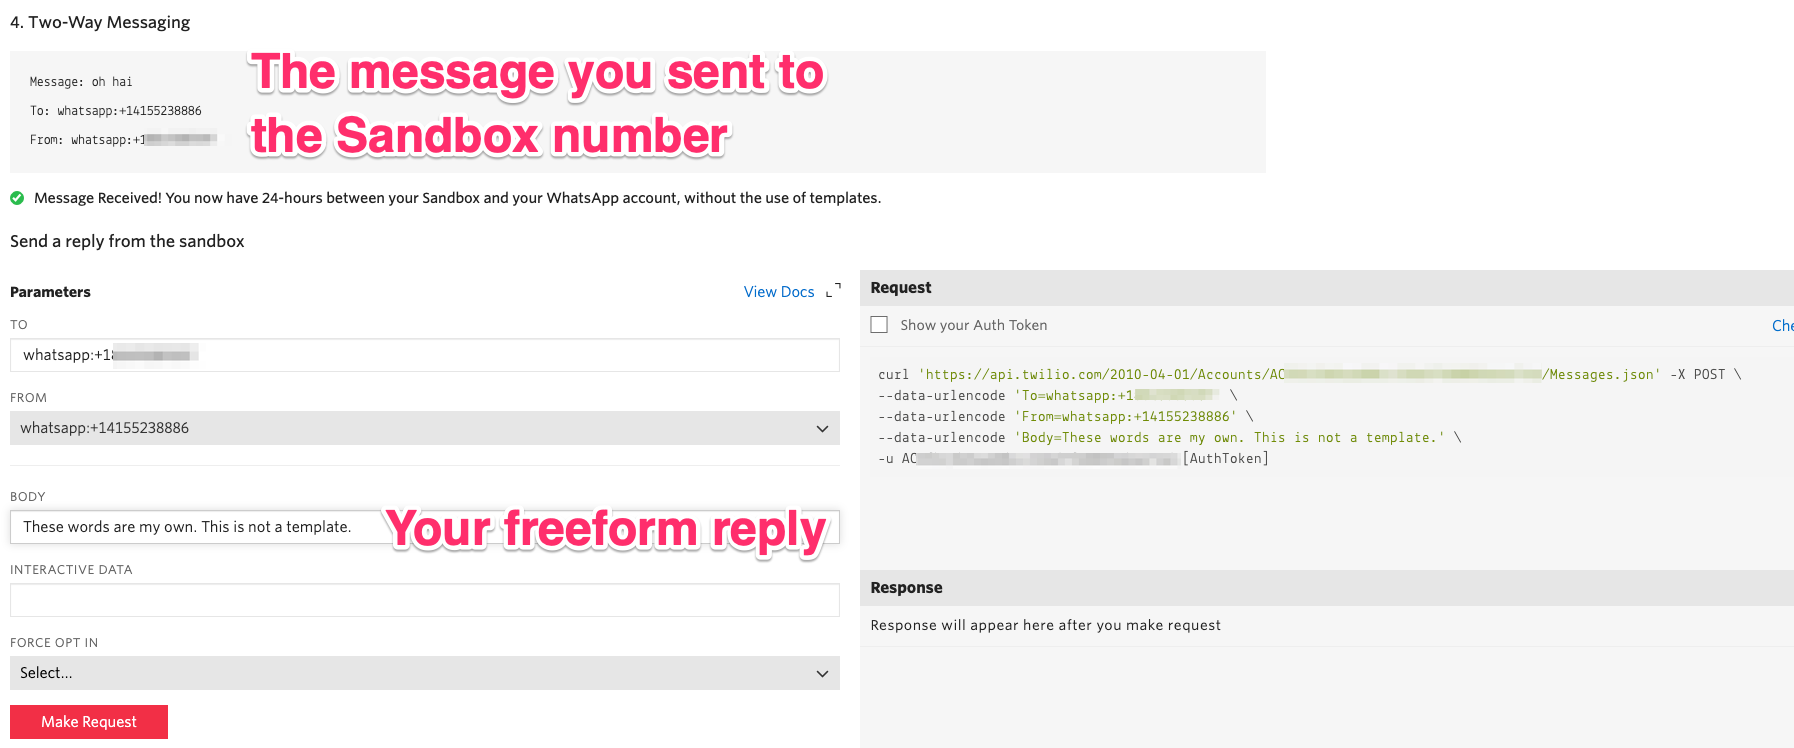 4. Two-Way Messaging
Message: oh hai
To: whatsapp:+14155238886
From: whatsapp:+1
The message you sent to
the Sandbox number
Message Received! You now have 24-hours between your Sandbox and your WhatsApp account, without the use of templates.
Send a reply from the sandbox
Parameters
View Docs
TO
whatsapp:+18
FROM
whatsapp:+14155238886
BODY
These words are my own. This is not a template.
Your freeform reply
INTERACTIVE DATA
FORCE OPT IN
Select...
Make Request
Request
Show your Auth Token
Che
curl 'https://api.twilio.com/2010-04-01/Accounts/AC /Messages.json' -X POST \
--data-urlencode 'To=whatsapp:+1 \
--data-urlencode 'From=whatsapp:+14155238886' \
--data-urlencode 'Body=These words are my own. This is not a template.' \
-u AC [AuthToken]
Response
Response will appear here after you make request